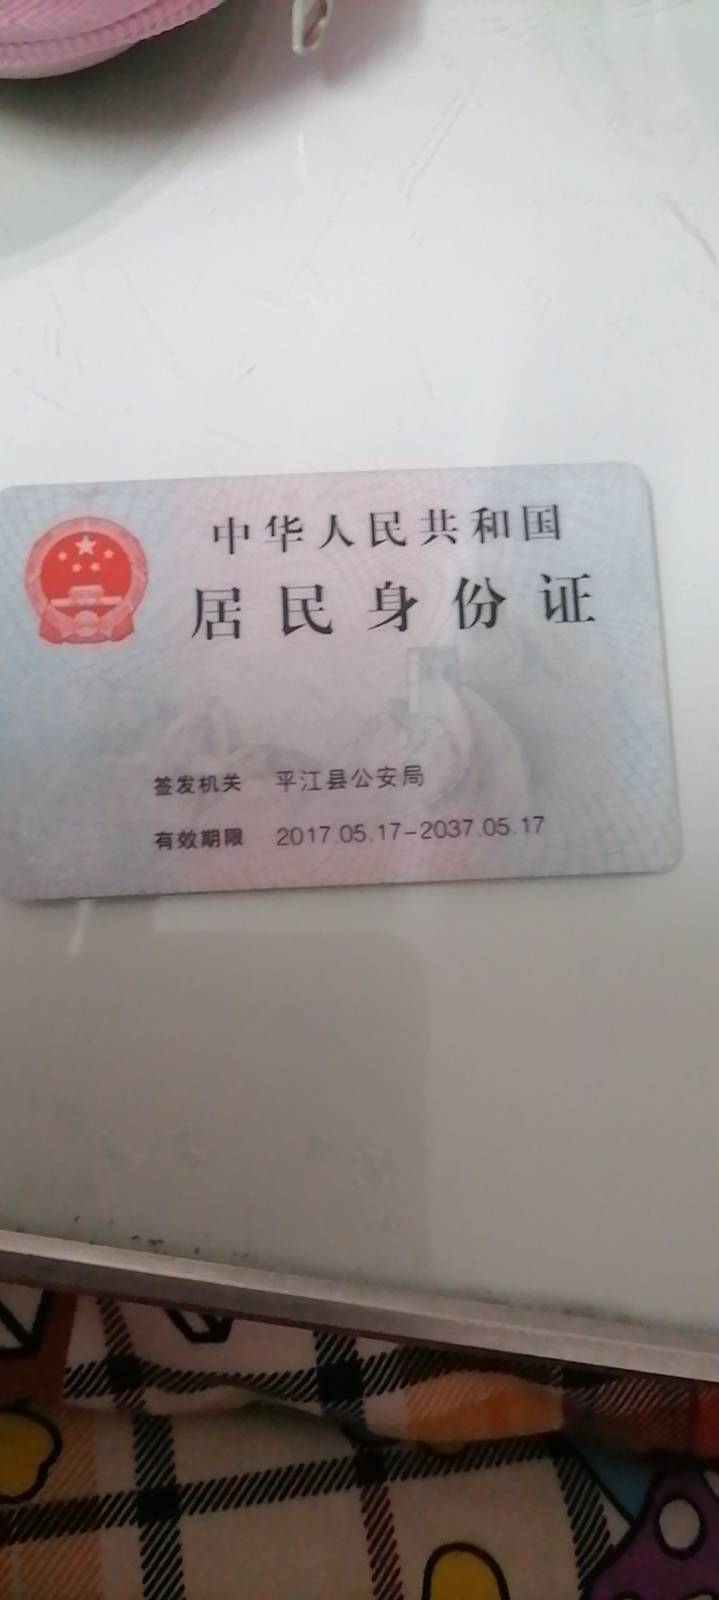 中华人民共和国
居民身份证
签发机关 平江县公安局
有效期限 2017.05.17-2037.05.17